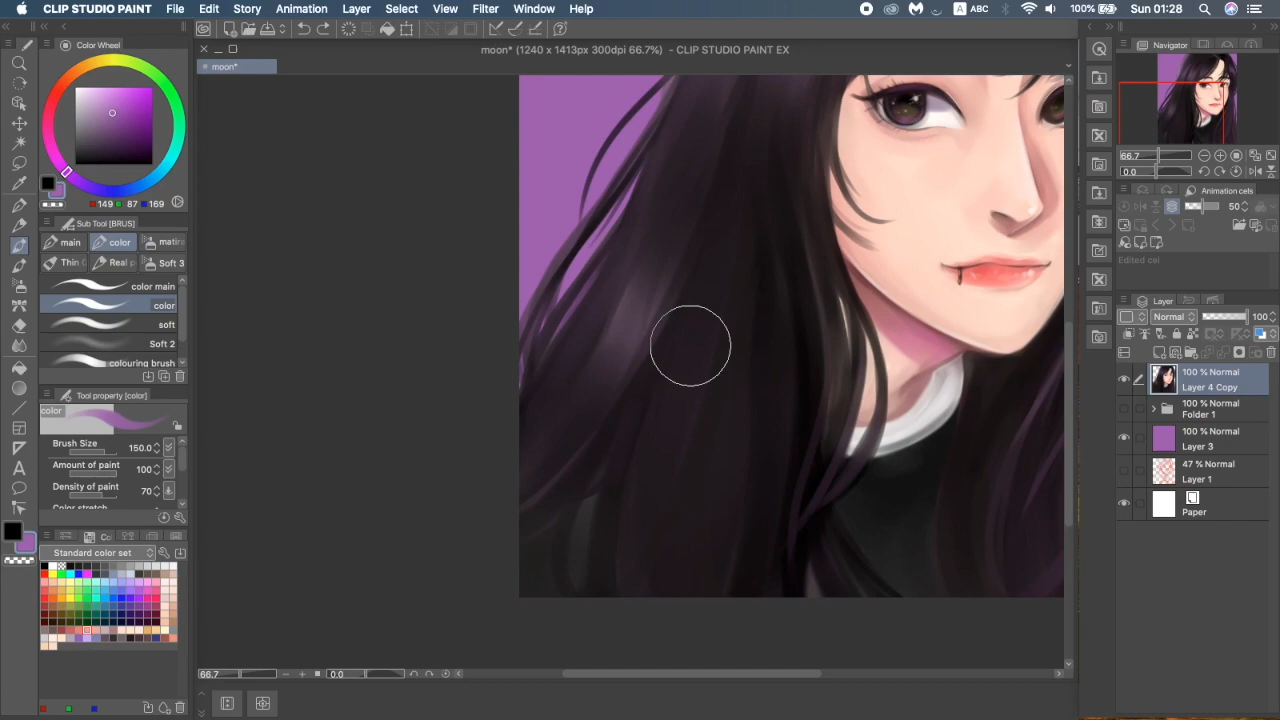 CLIP STUDIO PAINT File Edit Story Animation Layer Select View Filter Window Help A ABC 100% Sun 01:28
Color Wheel
moon* (1240 x 1413px 300dpi 66.7%) - CLIP STUDIO PAINT EX
Navigator
moon*
66.7
0.0
149 87 169
Animation cels
50
Sub Tool [BRUS]
main color
Thin Real p Soft 3
Edited cel
color main
color
soft
Soft 2
colouring brush
Layer
Normal 100
Tool property [color]
color
Brush Size 150.0
Amount of paint 100
Density of paint 70
Color stretch
100 % Normal
Layer 4 Copy
100 % Normal
Folder 1
100 % Normal
Layer 3
47 % Normal
Layer 1
Paper
Co
Standard color set
66.7 0.0